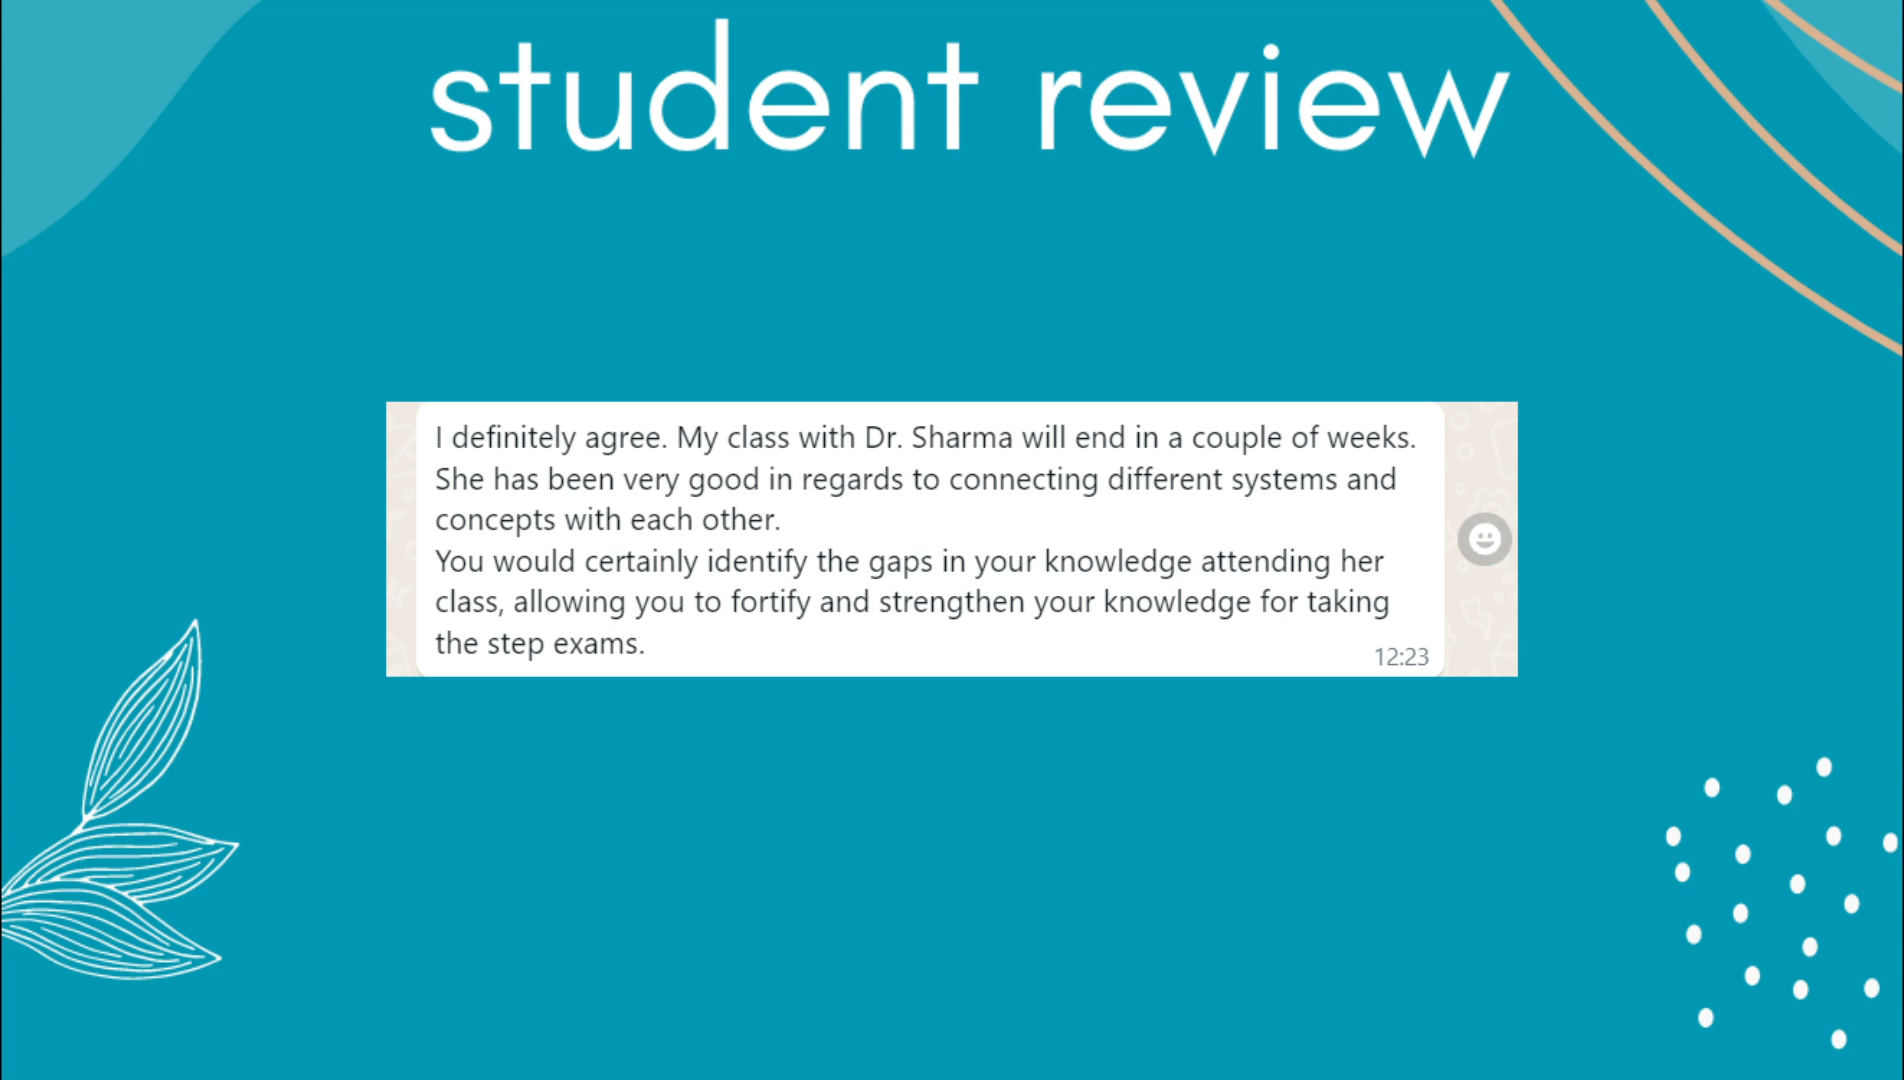 student review
I definitely agree. My class with Dr. Sharma will end in a couple of weeks.
She has been very good in regards to connecting different systems and
concepts with each other.
You would certainly identify the gaps in your knowledge attending her
class, allowing you to fortify and strengthen your knowledge for taking
the step exams.
12:23